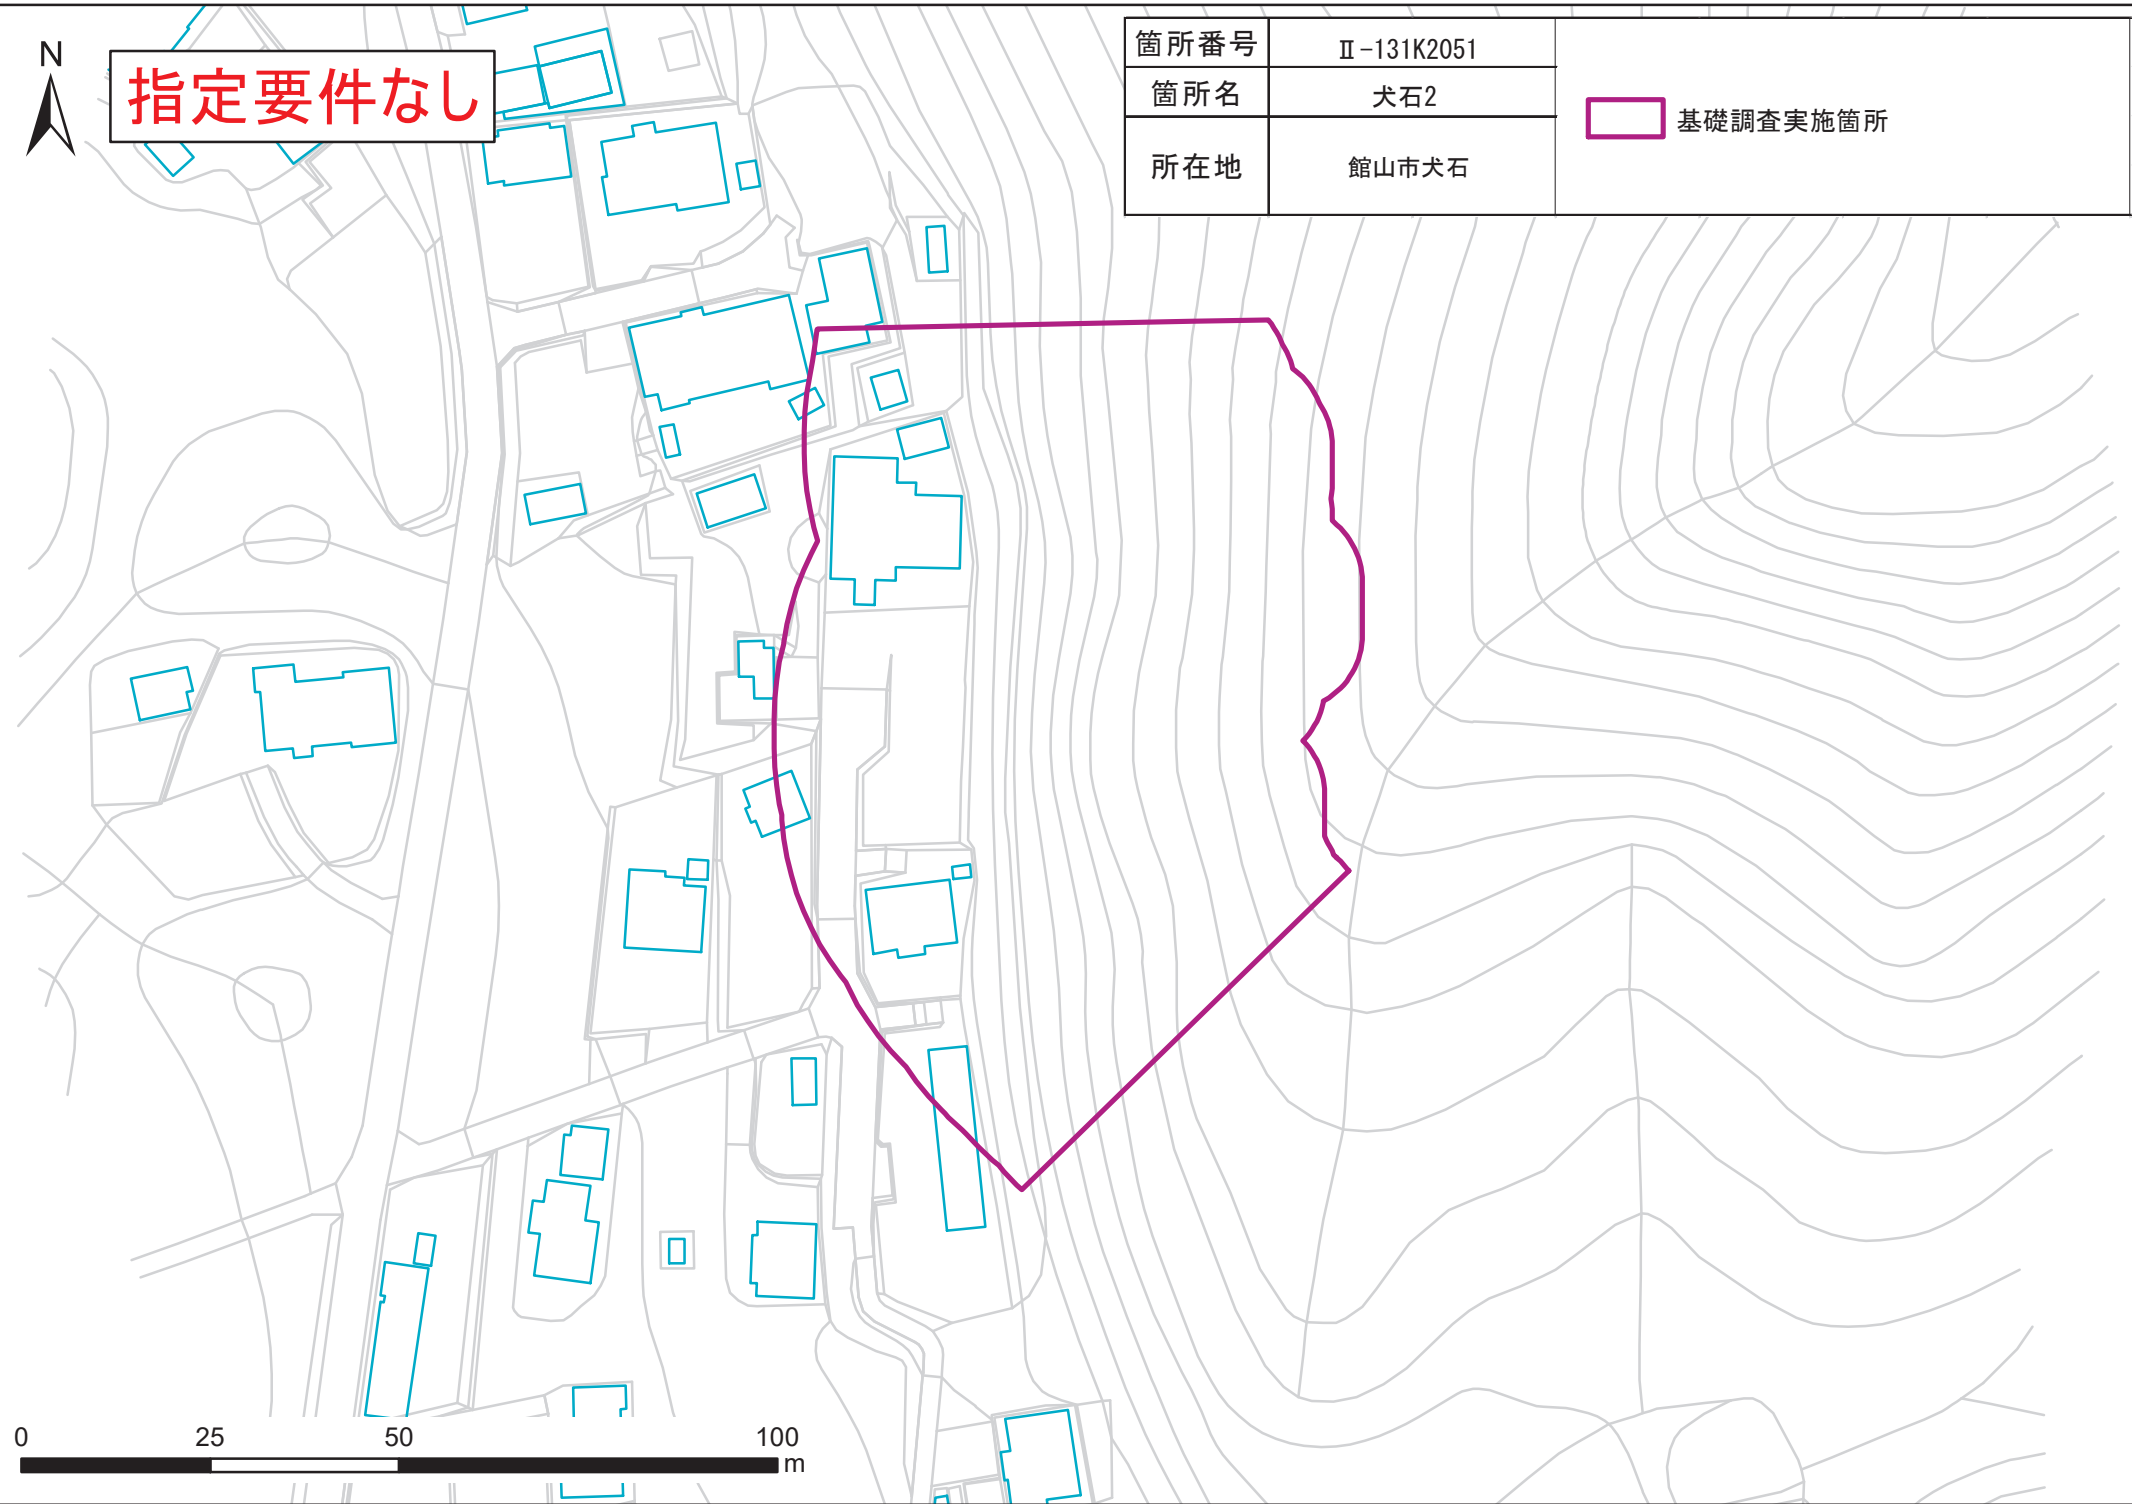 N
指定要件なし
箇所番号 Ⅱ-131K2051
箇所名 犬石2
所在地 館山市犬石
基礎調査実施箇所
0 25 50 100
m